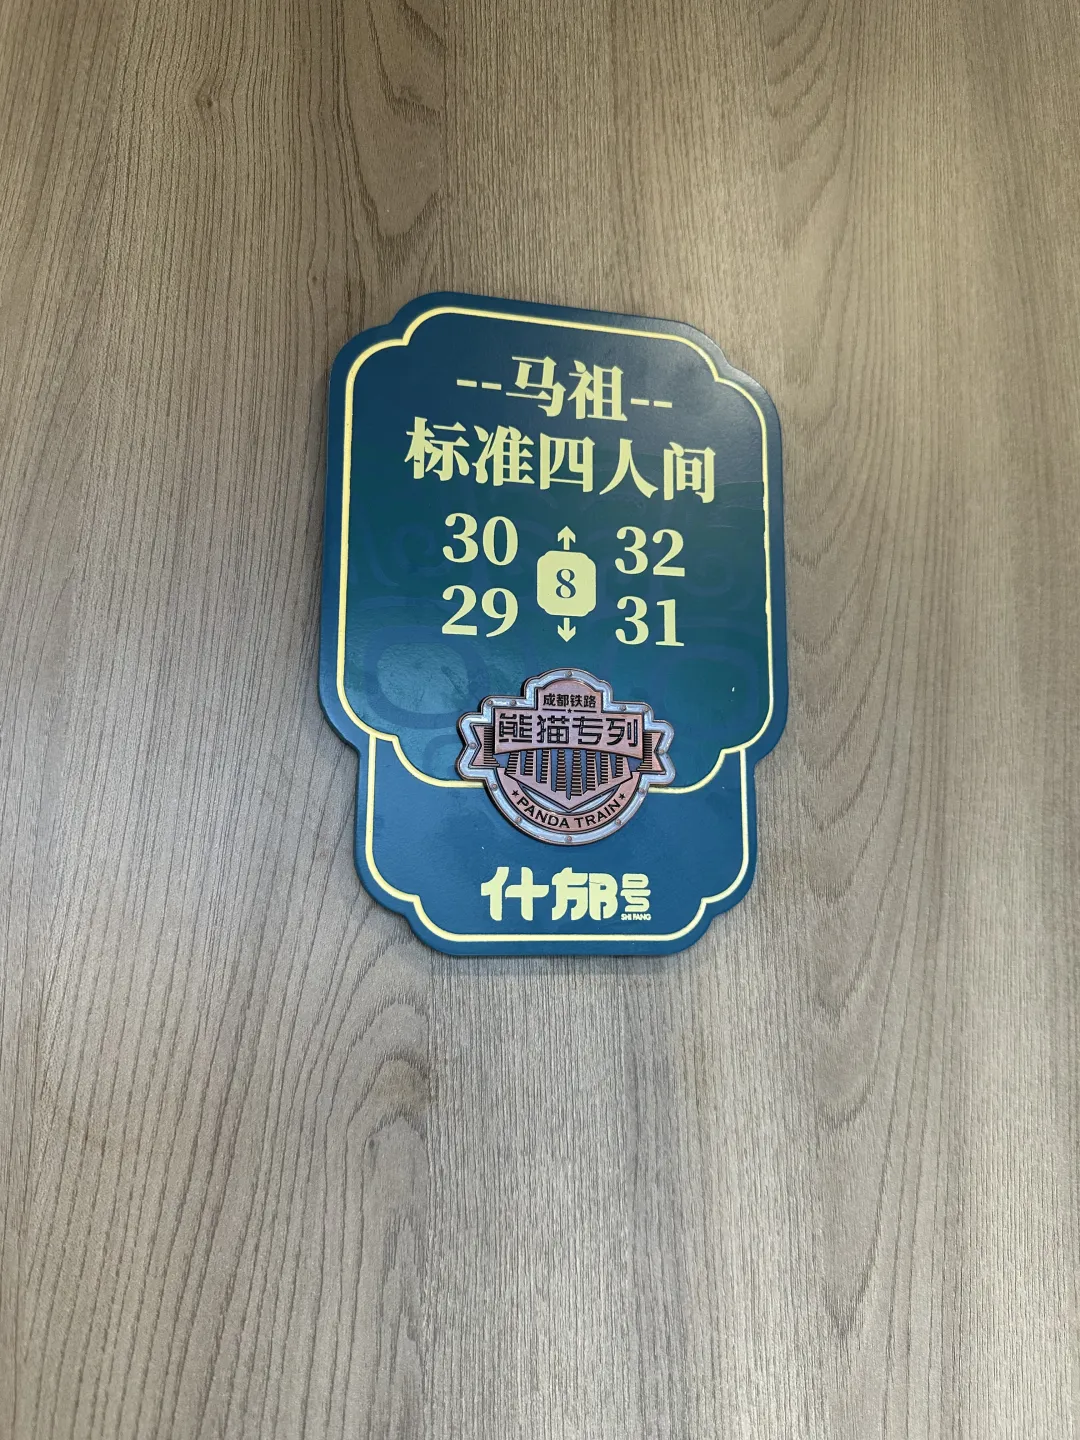 --马祖--
标准四人间
30 ↑ 32
8
29 ↓ 31
成都铁路
熊猫专列
PANDA TRAIN
什邡号
SHI FANG